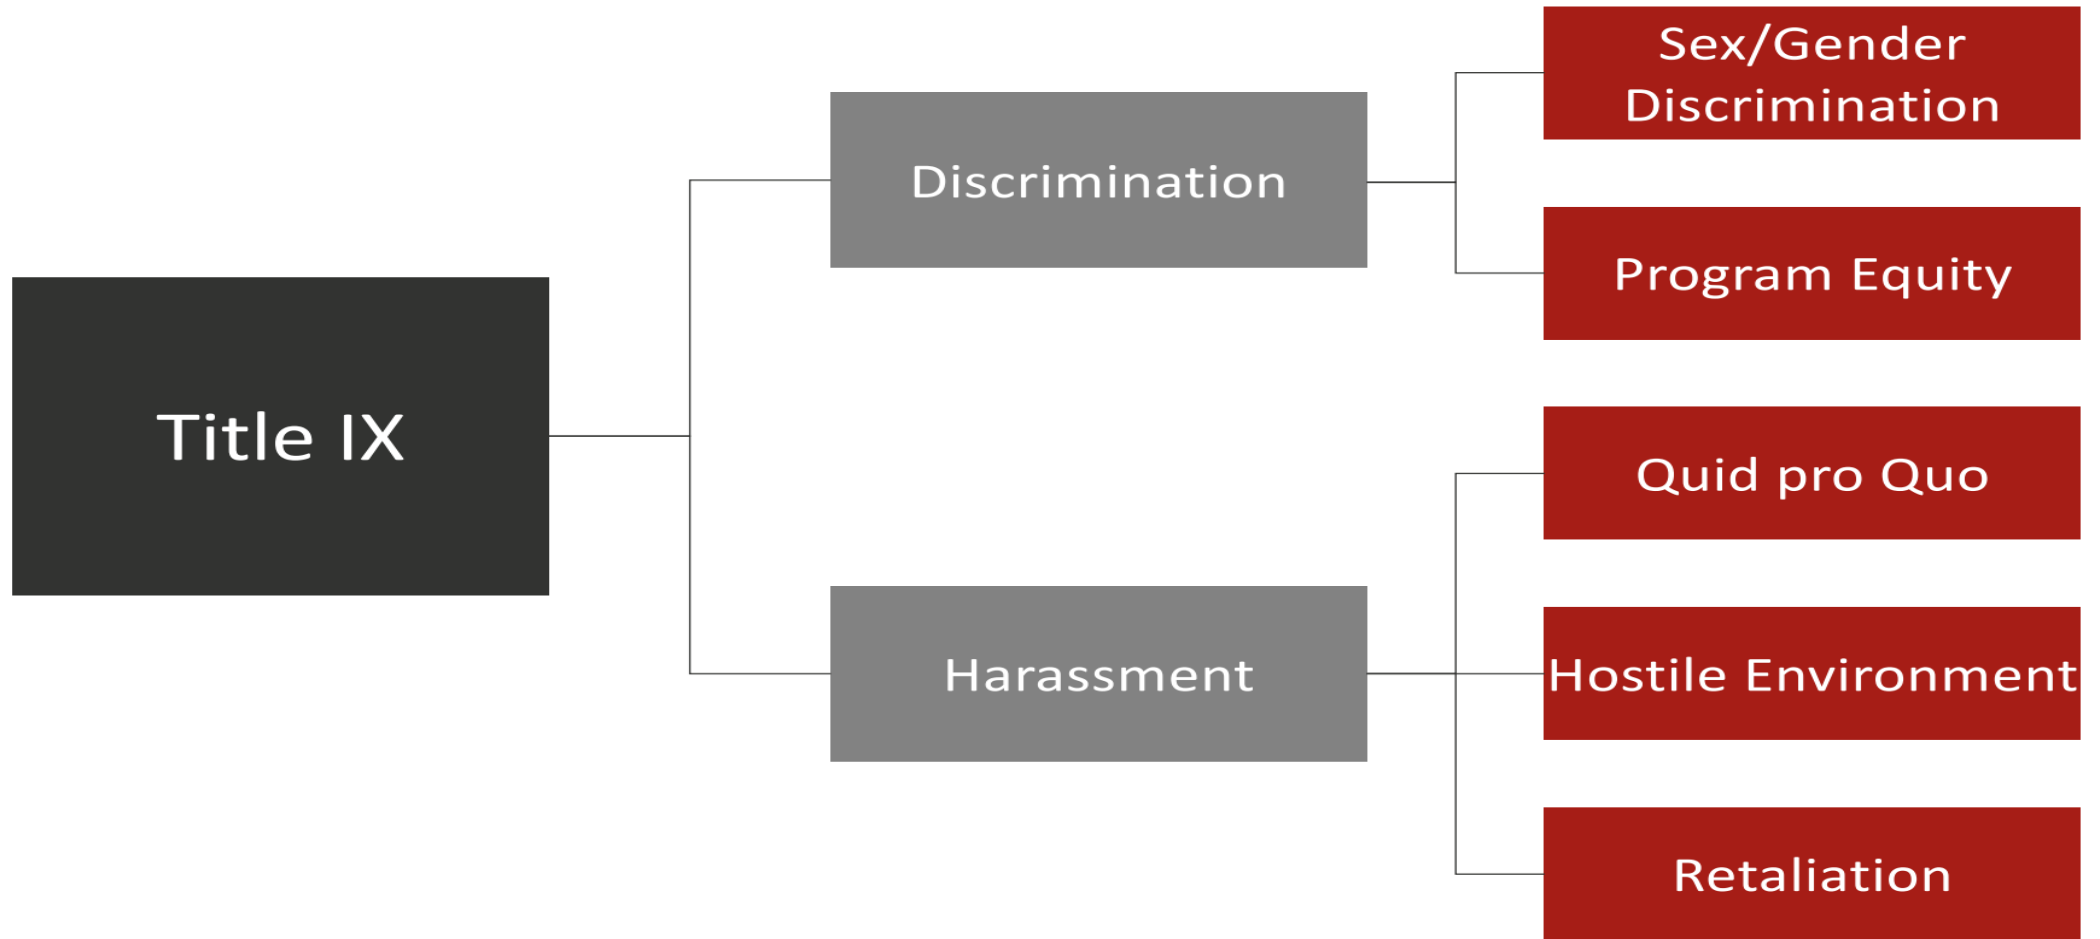 Title IX
Discrimination
Sex/Gender
Discrimination
Program Equity
Harassment
Quid pro Quo
Hostile Environment
Retaliation